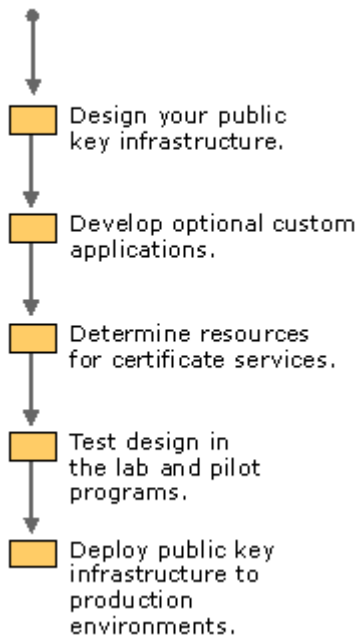 Design your public
key infrastructure.
Develop optional custom
applications.
Determine resources
for certificate services.
Test design in
the lab and pilot
programs.
Deploy public key
infrastructure to
production
environments.